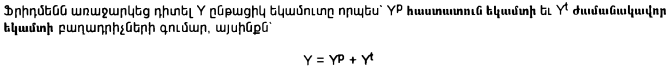 Ֆրիդմենն առաջարկեց դիտել Y ընթացիկ եկամուտը որպես՝ Yᵖ հաստատուն եկամտի եւ Yᵗ ժամանակավոր
եկամտի բաղադրիչների գումար, այսինքն՝
Y = Yᵖ + Yᵗ